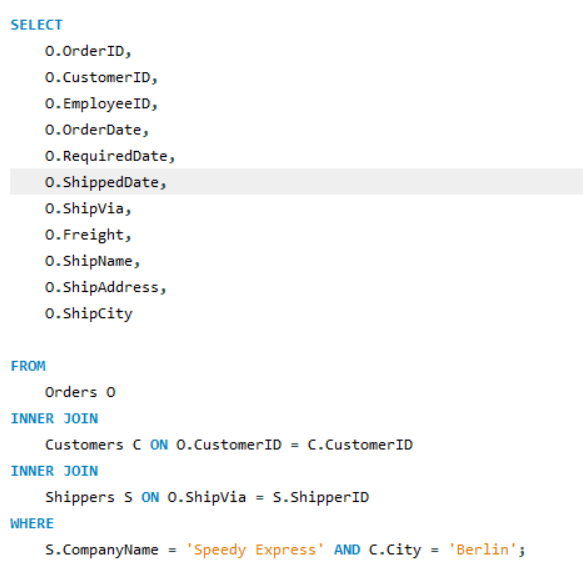 SELECT
O.OrderID,
O.CustomerID,
O.EmployeeID,
O.OrderDate,
O.RequiredDate,
O.ShippedDate,
O.ShipVia,
O.Freight,
O.ShipName,
O.ShipAddress,
O.ShipCity
FROM
Orders O
INNER JOIN
Customers C ON O.CustomerID = C.CustomerID
INNER JOIN
Shippers S ON O.ShipVia = S.ShipperID
WHERE
S.CompanyName = 'Speedy Express' AND C.City = 'Berlin';